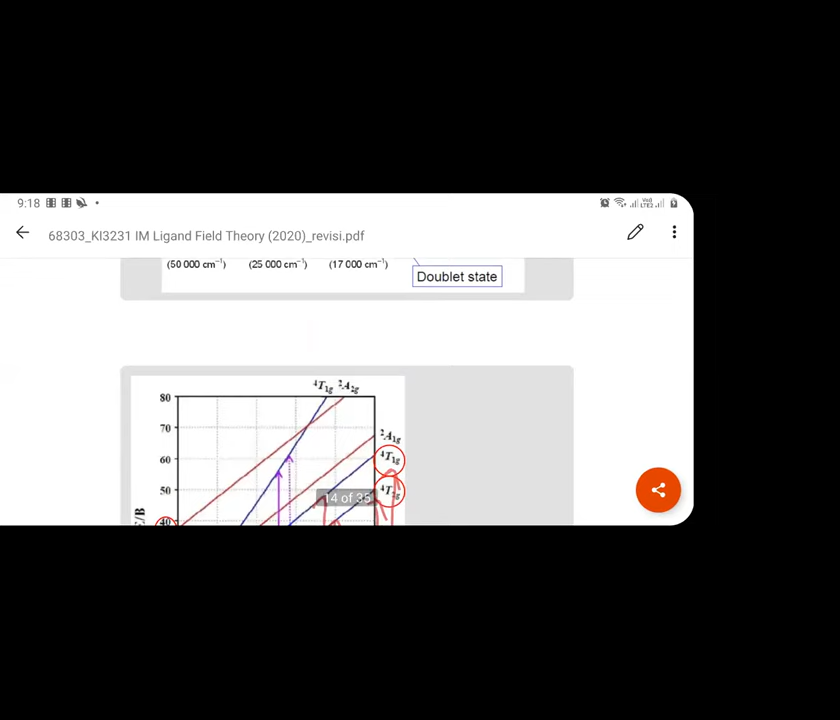 9:18
68303_KI3231 IM Ligand Field Theory (2020)_revisi.pdf
(50 000 cm⁻¹) (25 000 cm⁻¹) (17 000 cm⁻¹)
Doublet state
⁴T₁g ²A₂g
80
70
²A₁g
60
⁴T₁g
50
14 of 35
⁴T₂g
E/B
40